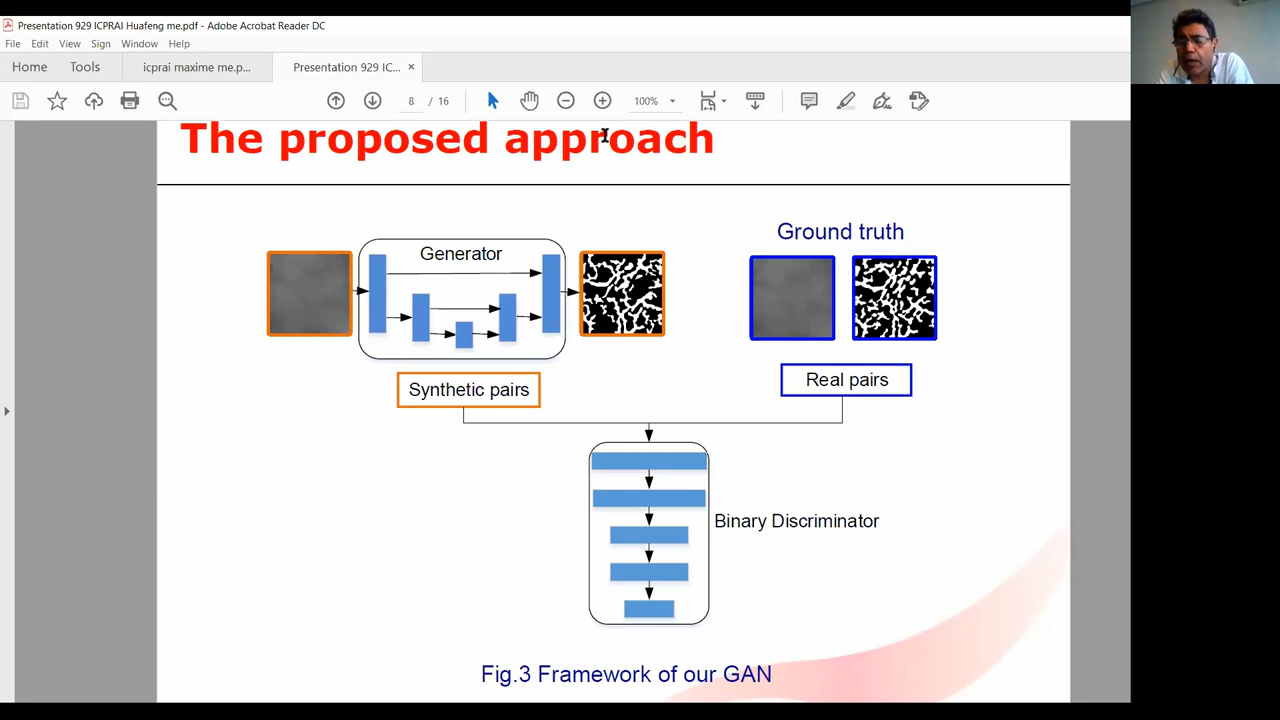 Presentation 929 ICPRAI Huafeng me.pdf - Adobe Acrobat Reader DC
File Edit View Sign Window Help
Home Tools icprai maxime me.p... Presentation 929 IC... ×
8 / 16 100%
The proposed approach
Generator
Ground truth
Synthetic pairs
Real pairs
Binary Discriminator
Fig.3 Framework of our GAN